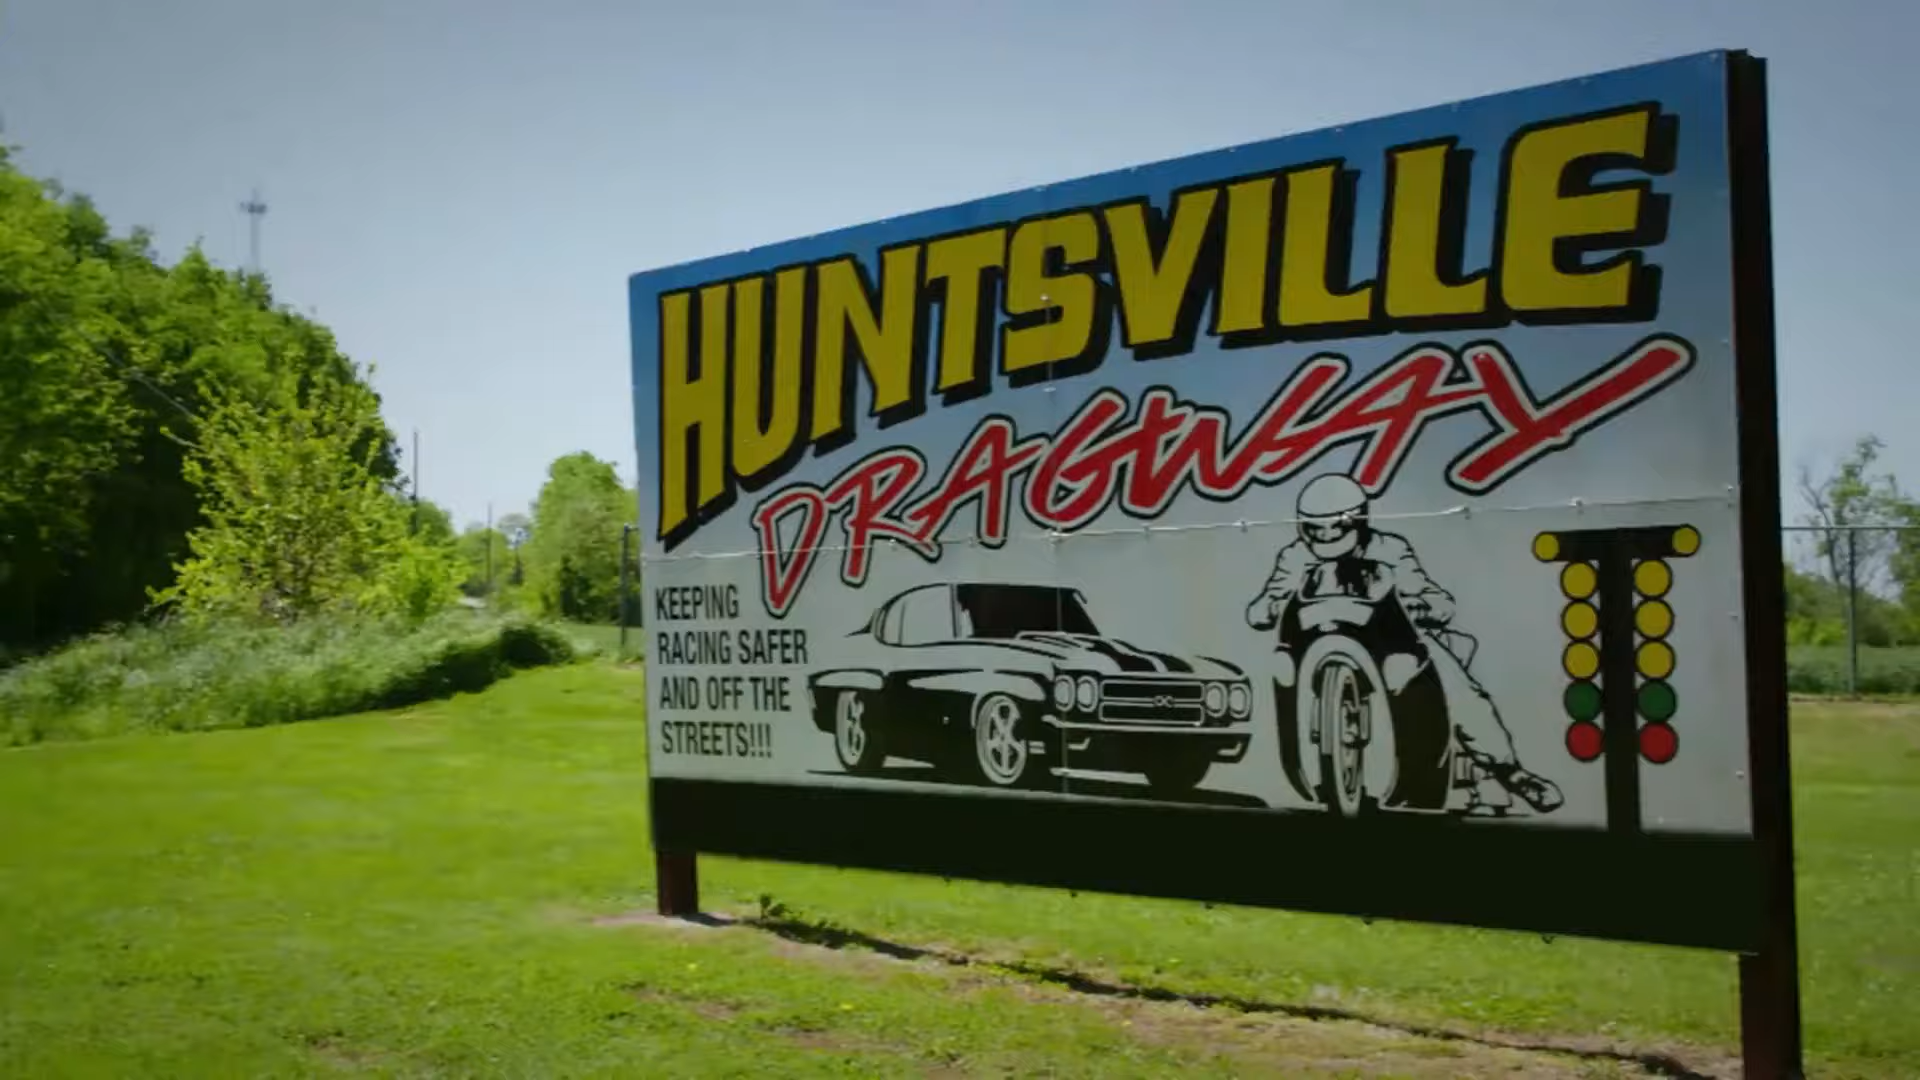 HUNTSVILLE
DRAGWAY
KEEPING
RACING SAFER
AND OFF THE
STREETS!!!